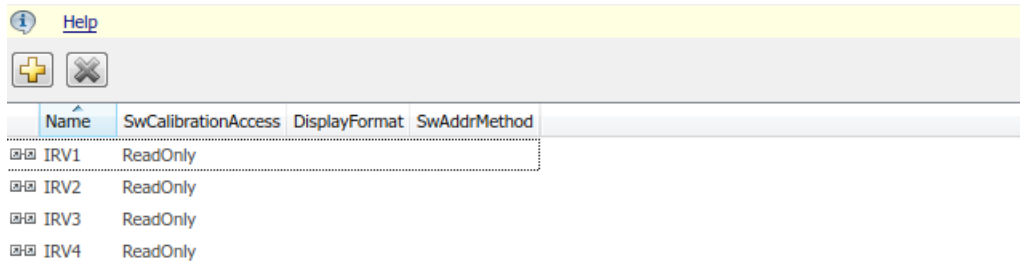 Help
Name SwCalibrationAccess DisplayFormat SwAddrMethod
IRV1 ReadOnly
IRV2 ReadOnly
IRV3 ReadOnly
IRV4 ReadOnly